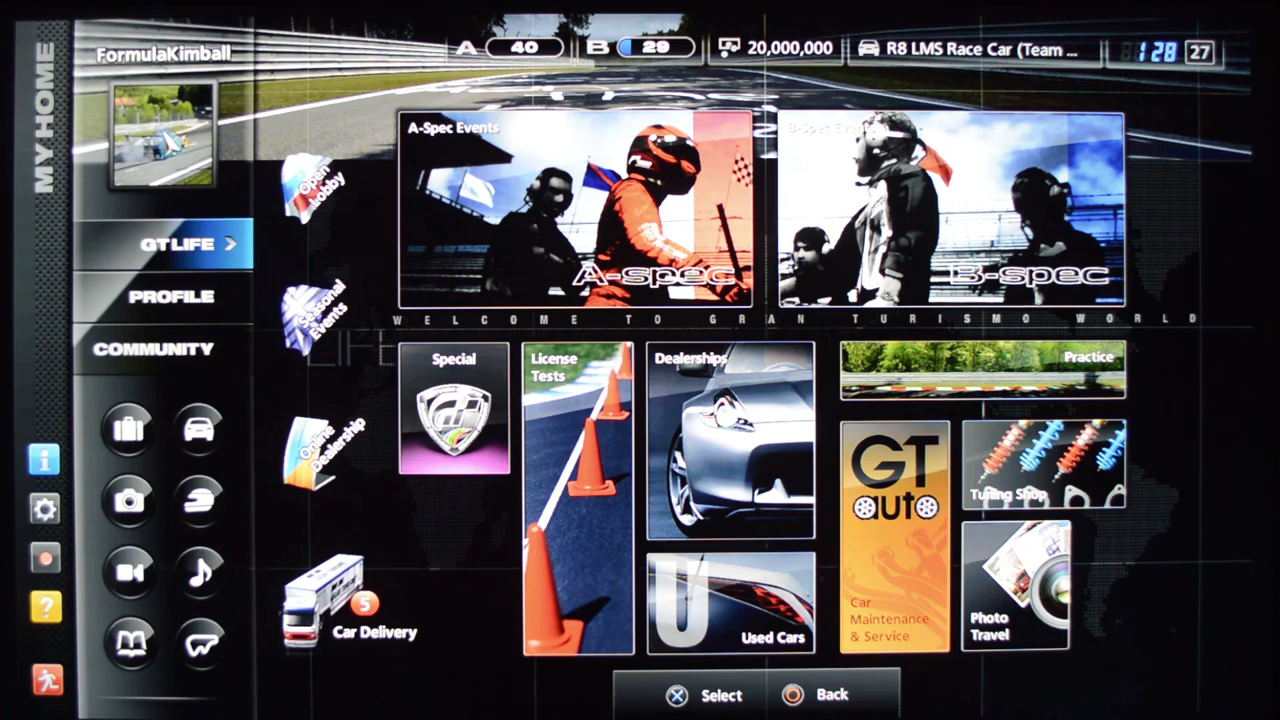 MY HOME
FormulaKimball
A 40
B 29
20,000,000
R8 LMS Race Car (Team ...
128
27
A-Spec Events
A-spec
B-Spec Events
B-spec
Open
Lobby
GT LIFE
PROFILE
COMMUNITY
Seasonal
Events
WELCOME TO GRAN TURISMO WORLD
Special
License
Tests
Dealerships
Practice
Online
Dealership
GT
auto
Tuning Shop
U
Used Cars
Car
Maintenance
& Service
Photo
Travel
5
Car Delivery
i
?
Select
Back